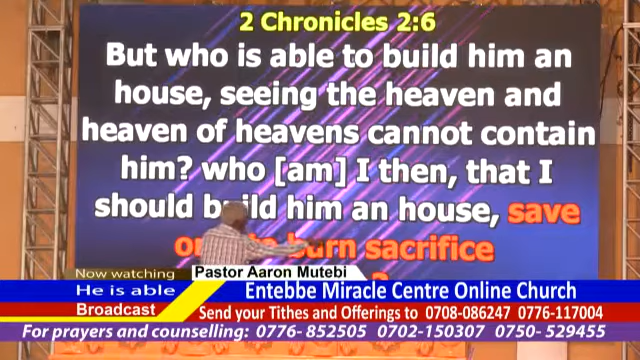 2 Chronicles 2:6
But who is able to build him an
house, seeing the heaven and
heaven of heavens cannot contain
him? who [am] I then, that I
should build him an house, save
burn sacrifice
Now watching
Pastor Aaron Mutebi
He is able
Entebbe Miracle Centre Online Church
Broadcast
Send your Tithes and Offerings to 0708-086247 0776-117004
For prayers and counselling: 0776- 852505 0702-150307 0750- 529455